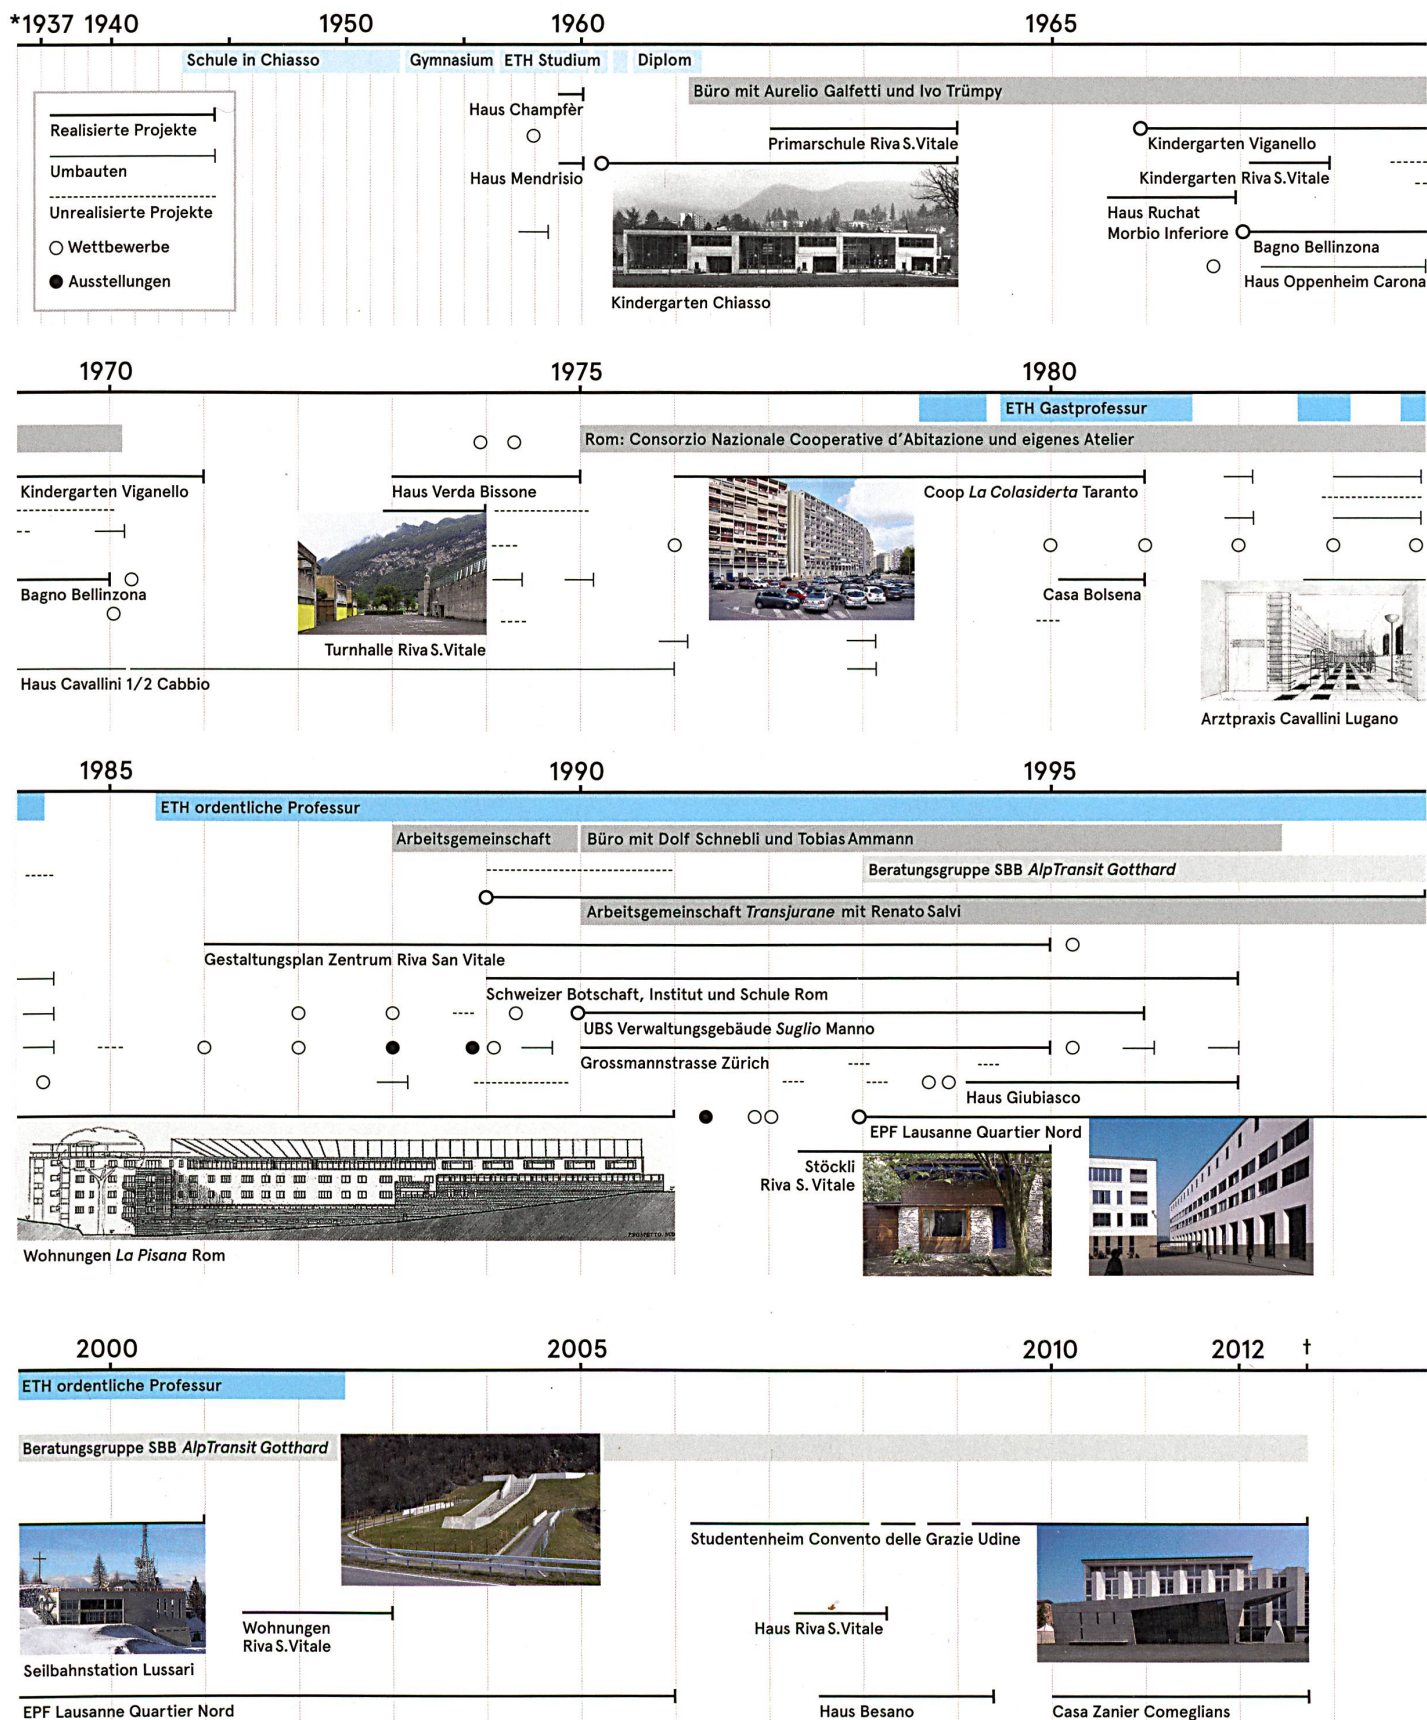 *1937 1940 1950 1960 1965
Schule in Chiasso Gymnasium ETH Studium Diplom
Büro mit Aurelio Galfetti und Ivo Trümpy
Realisierte Projekte
Umbauten
Unrealisierte Projekte
Wettbewerbe
Ausstellungen
Haus Champfèr
Primarschule Riva S.Vitale
Kindergarten Viganello
Haus Mendrisio
Kindergarten Riva S.Vitale
Haus Ruchat
Morbio Inferiore
Bagno Bellinzona
Haus Oppenheim Carona
Kindergarten Chiasso
1970 1975 1980
ETH Gastprofessur
Rom: Consorzio Nazionale Cooperative d'Abitazione und eigenes Atelier
Kindergarten Viganello
Haus Verda Bissone
Coop La Colasiderta Taranto
Bagno Bellinzona
Casa Bolsena
Turnhalle Riva S.Vitale
Haus Cavallini 1/2 Cabbio
Arztpraxis Cavallini Lugano
1985 1990 1995
ETH ordentliche Professur
Arbeitsgemeinschaft
Büro mit Dolf Schnebli und Tobias Ammann
Beratungsgruppe SBB AlpTransit Gotthard
Arbeitsgemeinschaft Transjurane mit Renato Salvi
Gestaltungsplan Zentrum Riva San Vitale
Schweizer Botschaft, Institut und Schule Rom
UBS Verwaltungsgebäude Suglio Manno
Grossmannstrasse Zürich
Haus Giubiasco
EPF Lausanne Quartier Nord
Stöckli
Riva S. Vitale
Wohnungen La Pisana Rom
2000 2005 2010 2012 †
ETH ordentliche Professur
Beratungsgruppe SBB AlpTransit Gotthard
Studentenheim Convento delle Grazie Udine
Wohnungen
Riva S.Vitale
Haus Riva S.Vitale
Seilbahnstation Lussari
EPF Lausanne Quartier Nord
Haus Besano
Casa Zanier Comeglians